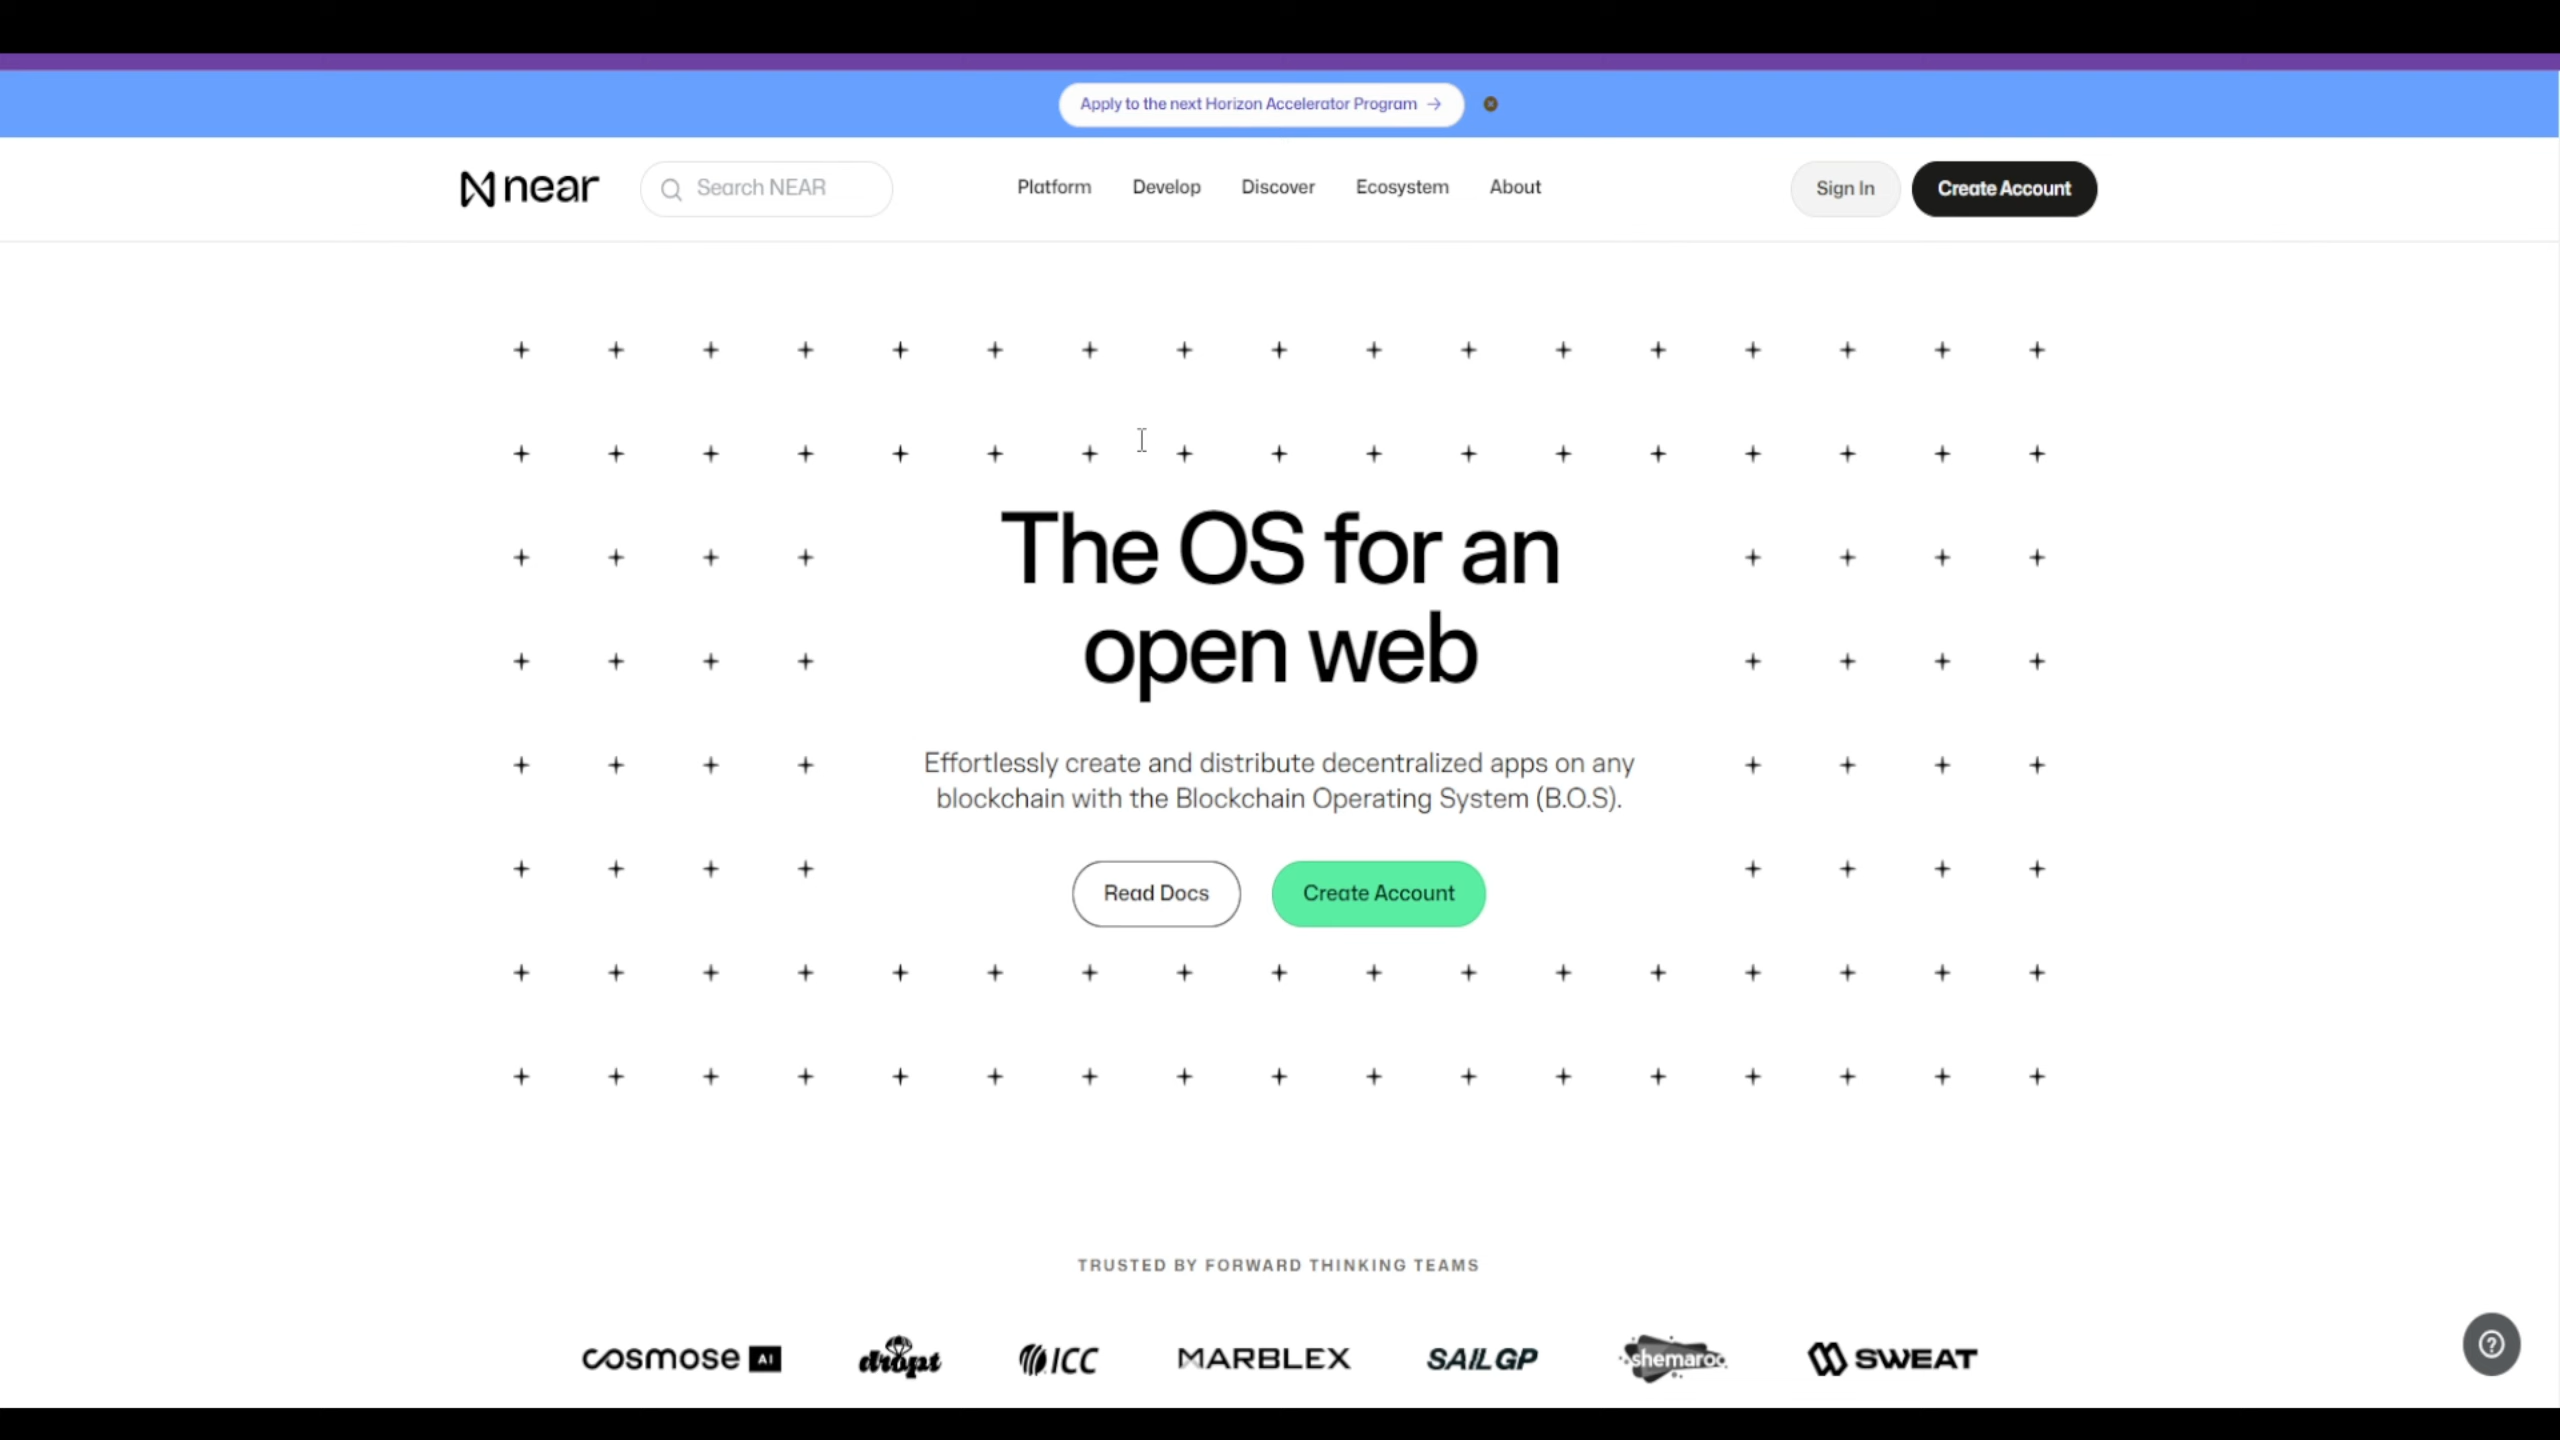 Apply to the next Horizon Accelerator Program →
near
Search NEAR
Platform
Develop
Discover
Ecosystem
About
Sign In
Create Account
The OS for an
open web
Effortlessly create and distribute decentralized apps on any
blockchain with the Blockchain Operating System (B.O.S).
Read Docs
Create Account
TRUSTED BY FORWARD THINKING TEAMS
cosmose AI
dropt
ICC
MARBLEX
SAILGP
shemaroo
SWEAT